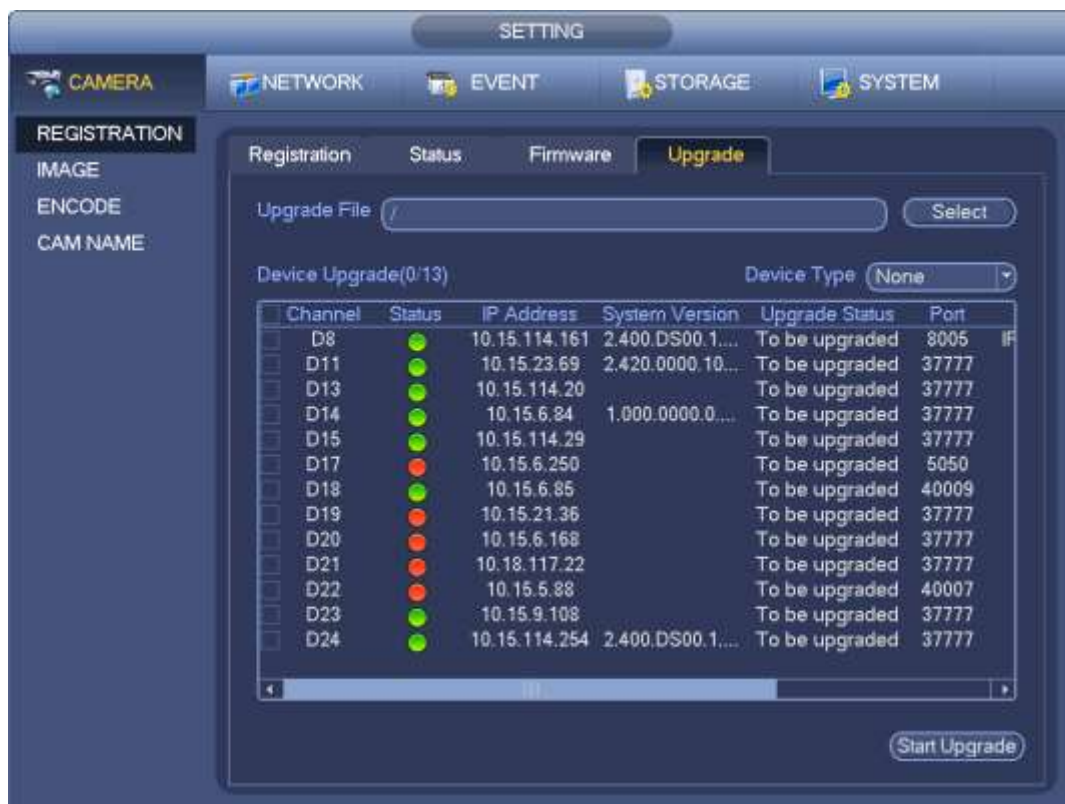 SETTING
CAMERA NETWORK EVENT STORAGE SYSTEM
REGISTRATION
IMAGE
ENCODE
CAM NAME
Registration Status Firmware Upgrade
Upgrade File / Select
Device Upgrade(0/13) Device Type None
Channel Status IP Address System Version Upgrade Status Port
D8 10.15.114.161 2.400.DS00.1.... To be upgraded 8005 IF
D11 10.15.23.69 2.420.0000.10... To be upgraded 37777
D13 10.15.114.20 To be upgraded 37777
D14 10.15.6.84 1.000.0000.0.... To be upgraded 37777
D15 10.15.114.29 To be upgraded 37777
D17 10.15.6.250 To be upgraded 5050
D18 10.15.6.85 To be upgraded 40009
D19 10.15.21.36 To be upgraded 37777
D20 10.15.6.168 To be upgraded 37777
D21 10.18.117.22 To be upgraded 37777
D22 10.15.5.88 To be upgraded 40007
D23 10.15.9.108 To be upgraded 37777
D24 10.15.114.254 2.400.DS00.1.... To be upgraded 37777
Start Upgrade